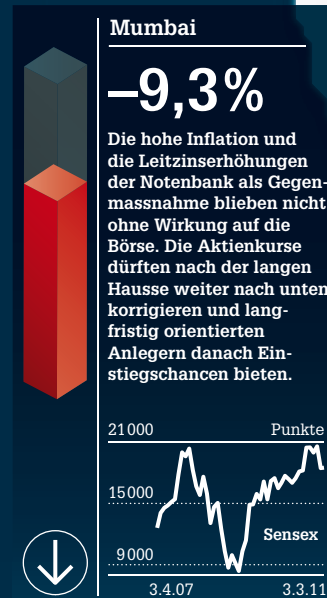 Mumbai
–9,3%
Die hohe Inflation und
die Leitzinserhöhungen
der Notenbank als Gegen-
massnahme blieben nicht
ohne Wirkung auf die
Börse. Die Aktienkurse
dürften nach der langen
Hausse weiter nach unten
korrigieren und lang-
fristig orientierten
Anlegern danach Ein-
stiegschancen bieten.
21000 Punkte
15000
Sensex
9000
3.4.07 3.3.11